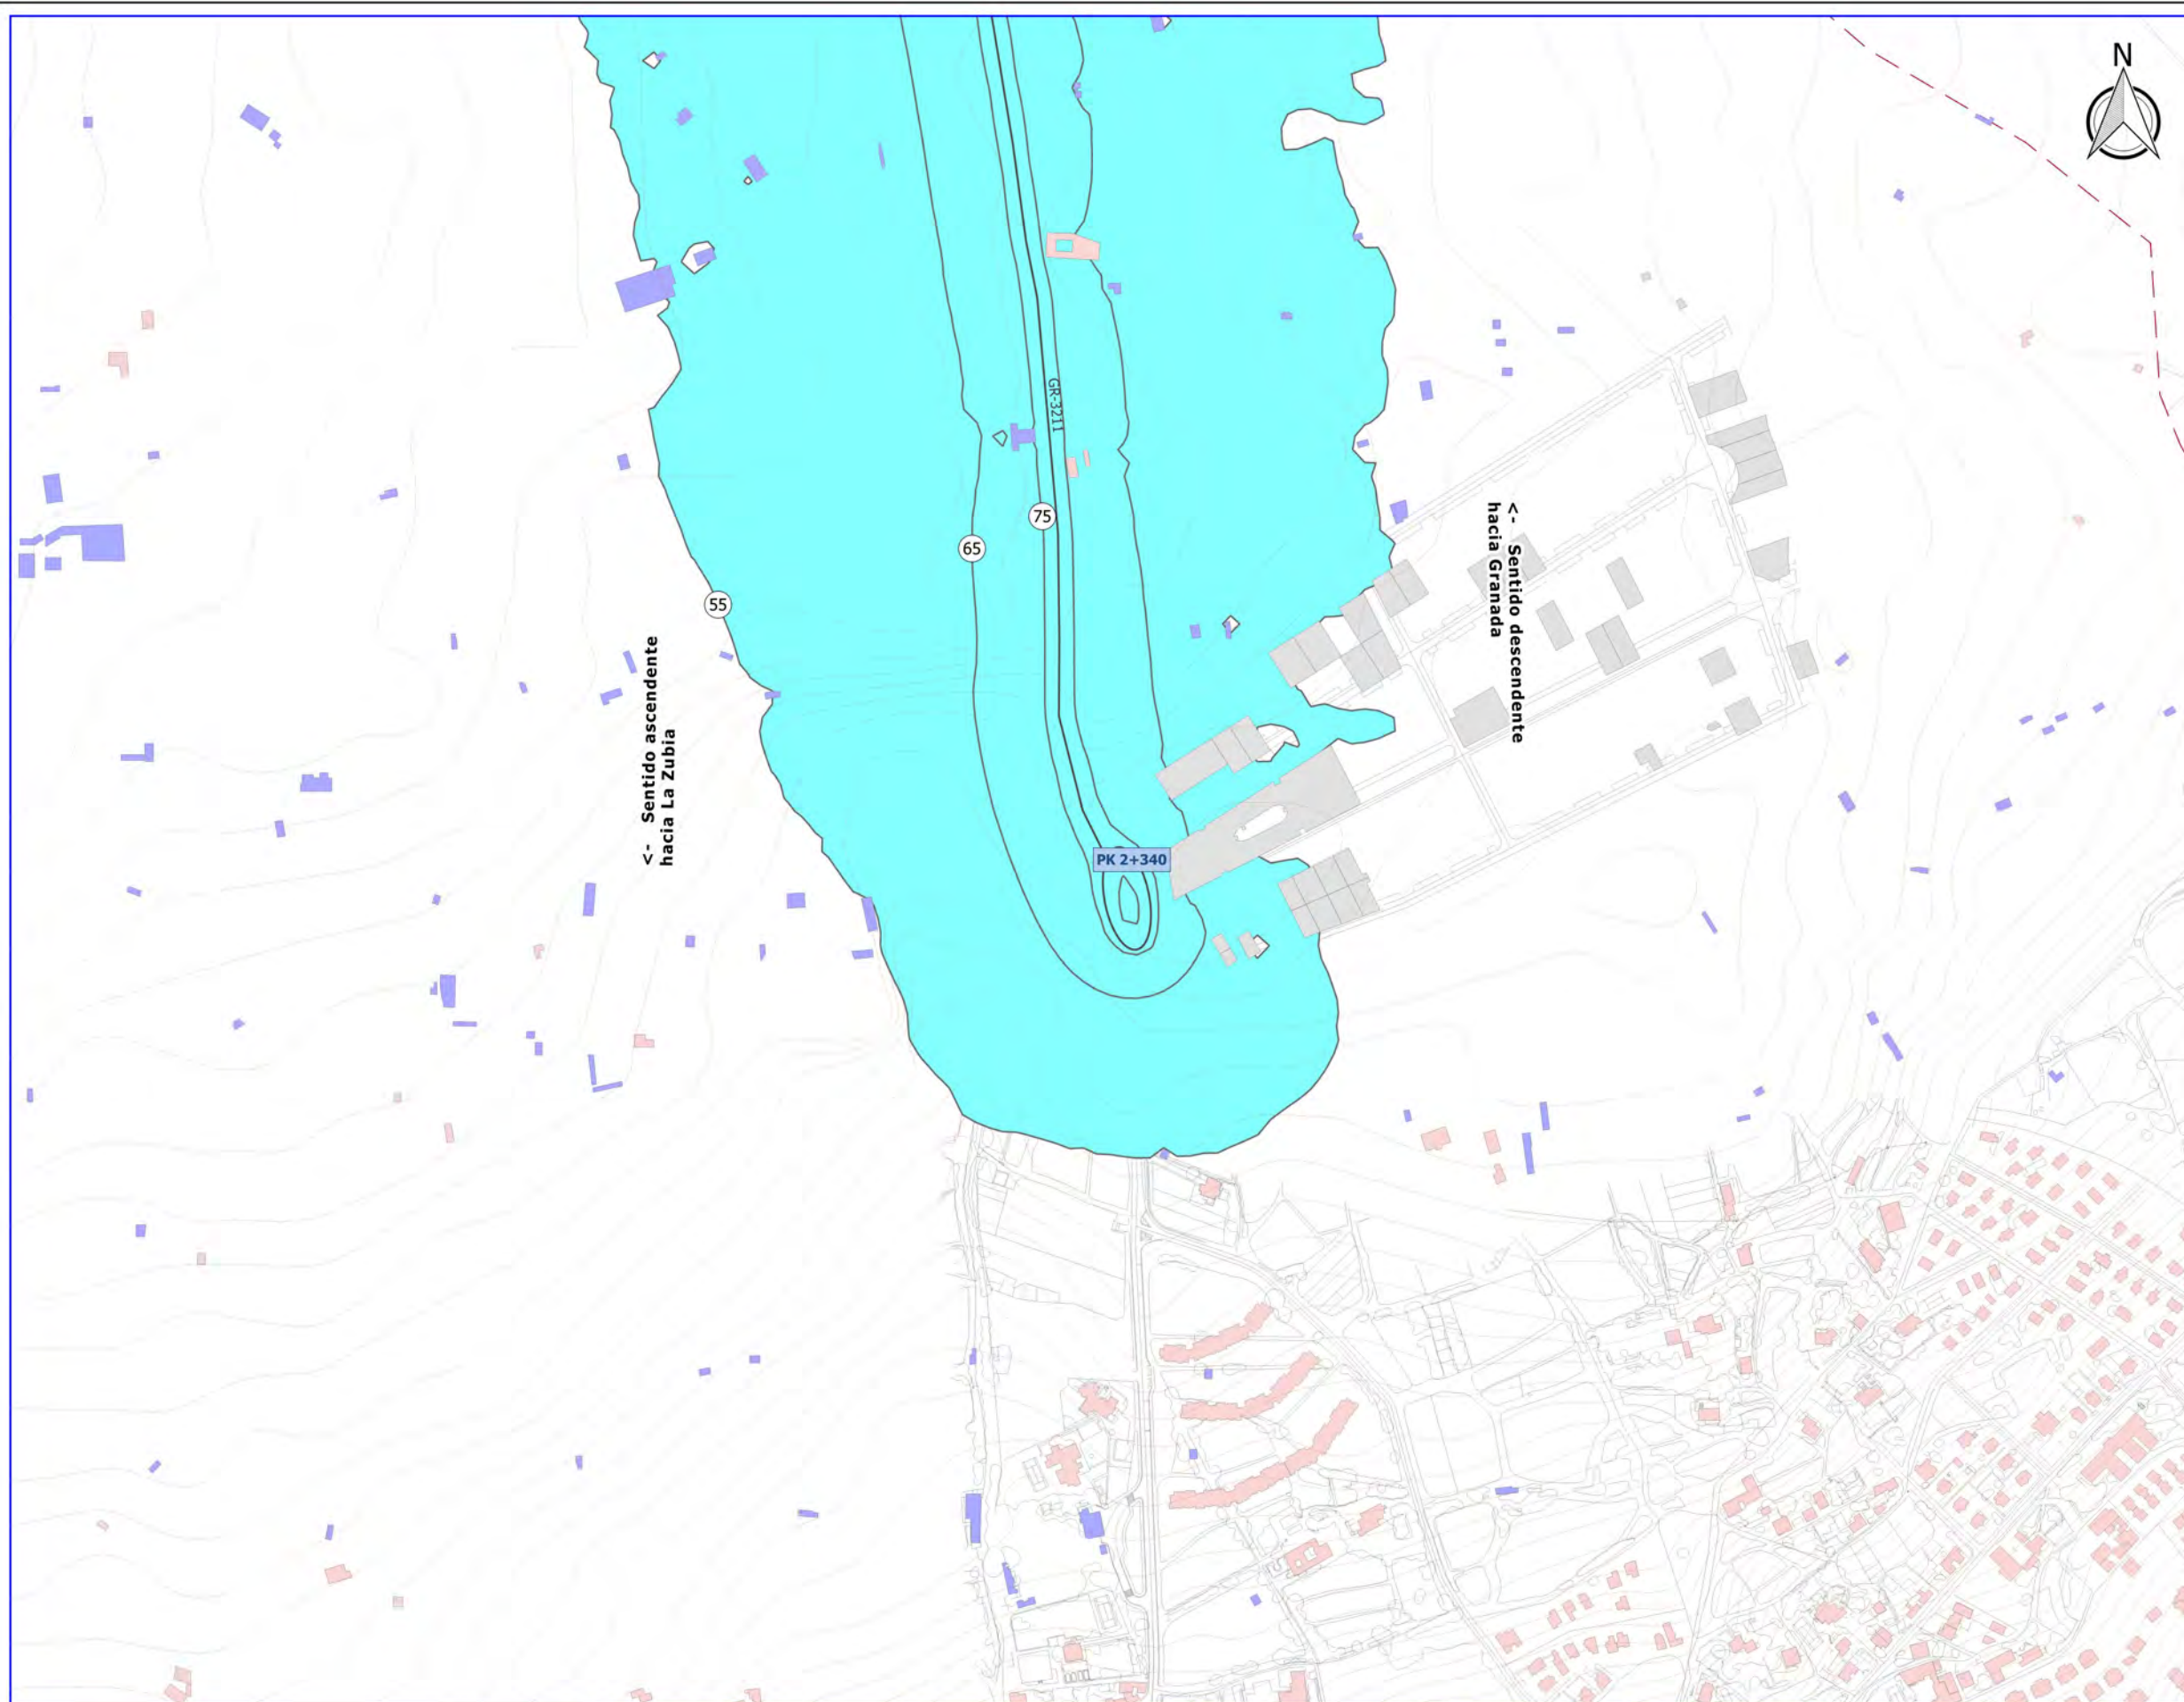 N
GR-3211
75
65
55
<- Sentido descendente
hacia Granada
<- Sentido ascendente
hacia La Zubia
PK 2+340